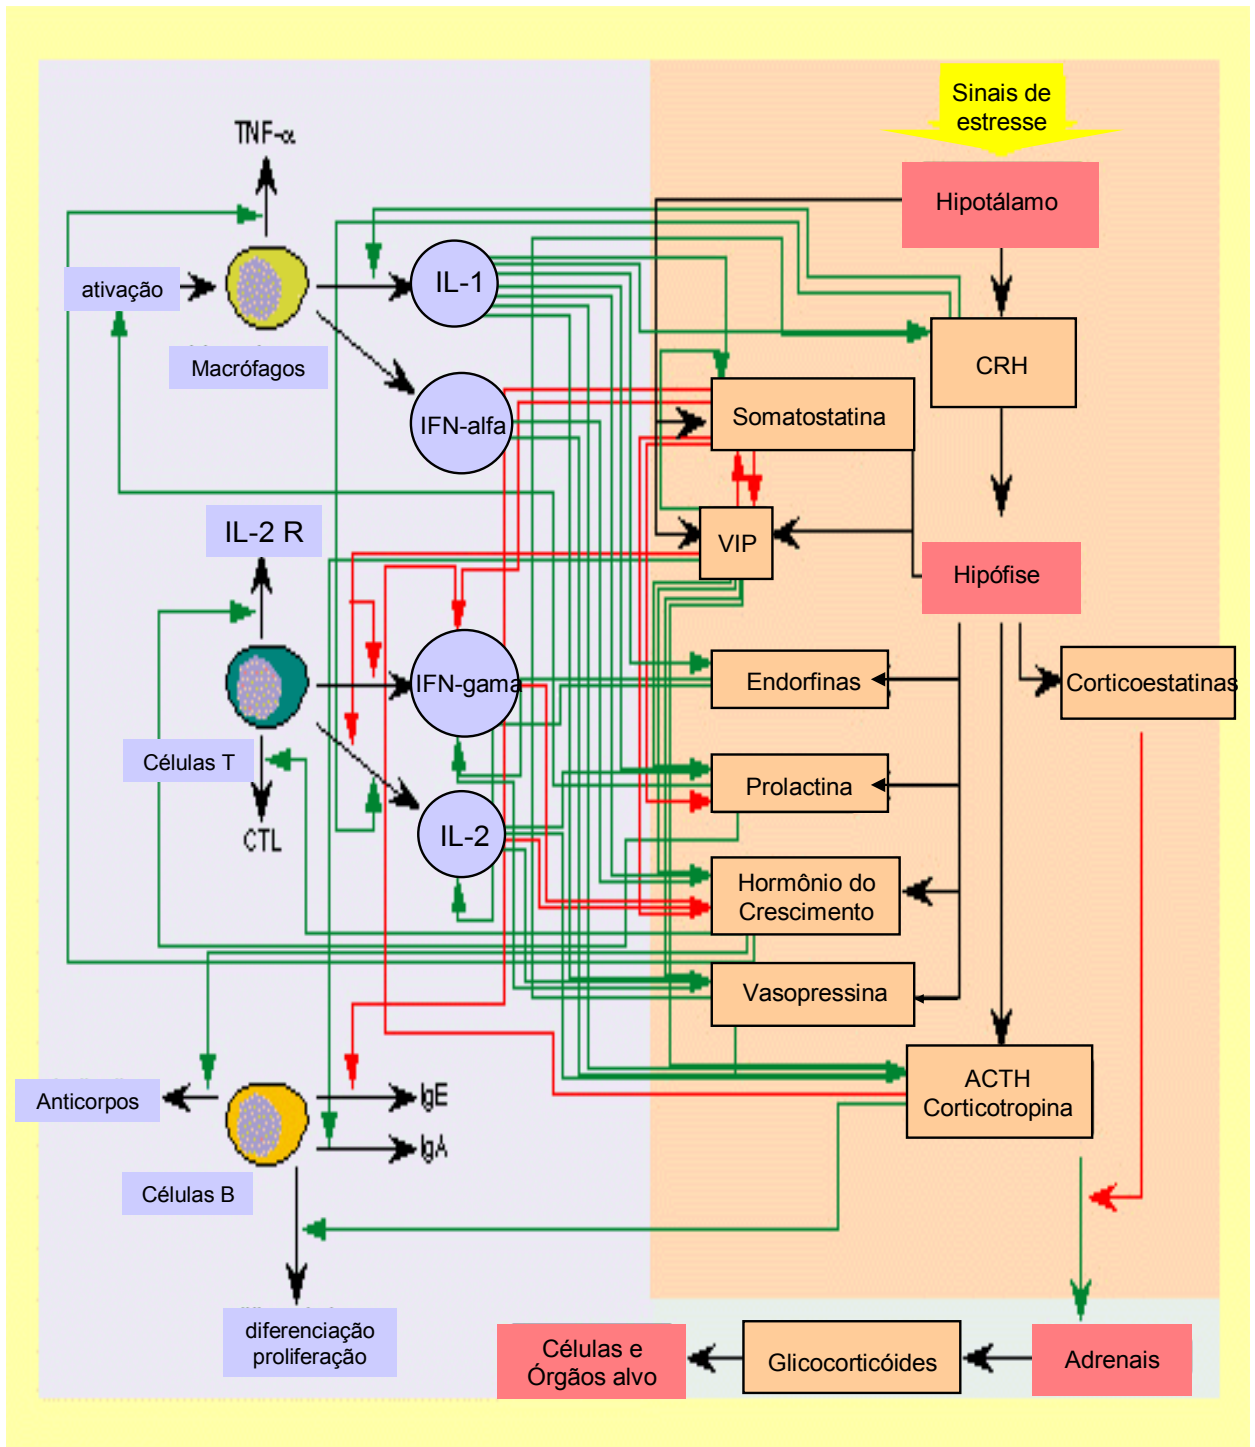 Sinais de
estresse
TNF-α
Hipotálamo
ativação
IL-1
Macrófagos
CRH
IFN-alfa
Somatostatina
IL-2 R
VIP
Hipófise
IFN-gama
Endorfinas
Corticoestatinas
Células T
Prolactina
CTL
IL-2
Hormônio do
Crescimento
Vasopressina
Anticorpos
IgE
ACTH
Corticotropina
IgA
Células B
diferenciação
proliferação
Células e
Órgãos alvo
Glicocorticóides
Adrenais